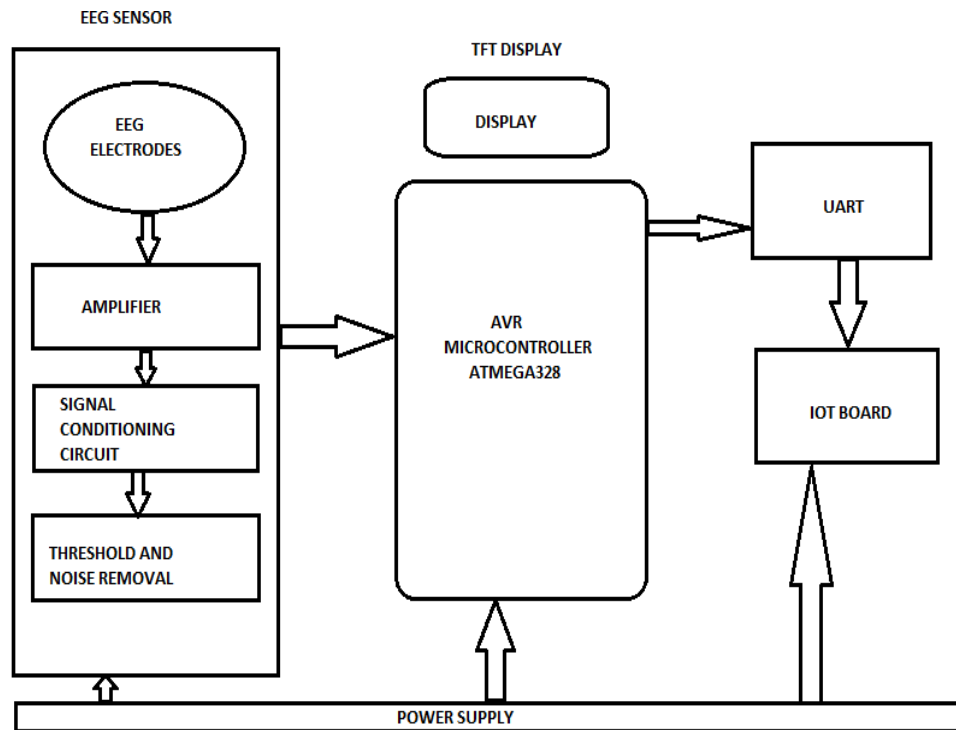 EEG SENSOR
EEG
ELECTRODES
AMPLIFIER
SIGNAL
CONDITIONING
CIRCUIT
THRESHOLD AND
NOISE REMOVAL
TFT DISPLAY
DISPLAY
AVR
MICROCONTROLLER
ATMEGA328
UART
IOT BOARD
POWER SUPPLY